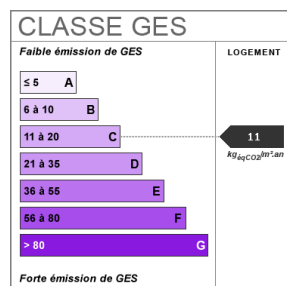 CLASSE GES
Faible émission de GES
LOGEMENT
≤ 5 A
6 à 10 B
11 à 20 C
11
kgéqCO2/m².an
21 à 35 D
36 à 55 E
56 à 80 F
> 80 G
Forte émission de GES